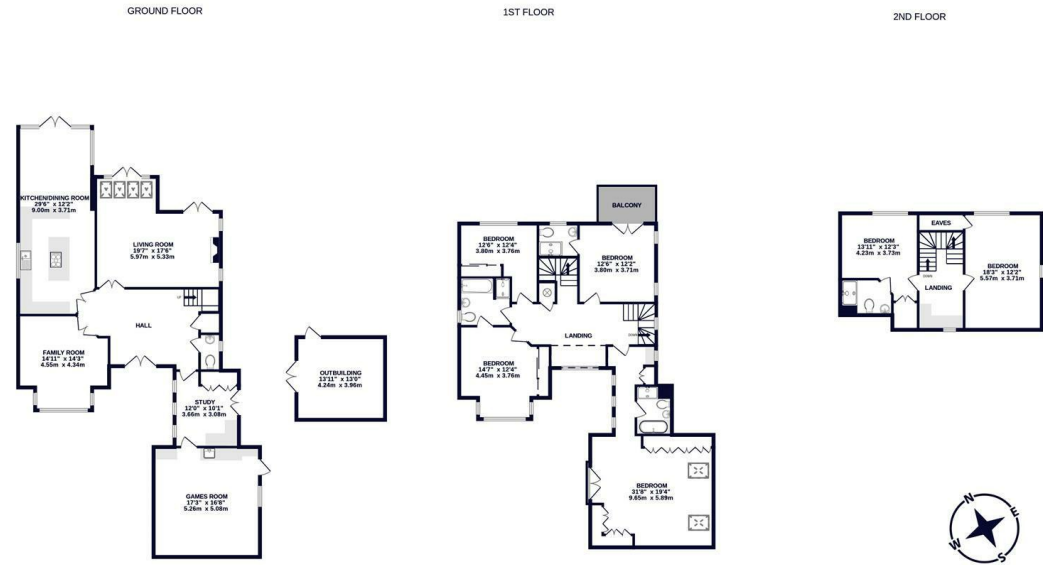 GROUND FLOOR
KITCHEN/DINING ROOM
29'6" x 12'2"
9.00m x 3.71m
LIVING ROOM
19'7" x 17'6"
5.97m x 5.33m
UP
HALL
FAMILY ROOM
14'11" x 14'3"
4.55m x 4.34m
STUDY
12'0" x 10'1"
3.66m x 3.08m
GAMES ROOM
17'3" x 16'8"
5.26m x 5.08m
OUTBUILDING
13'11" x 13'0"
4.24m x 3.96m
1ST FLOOR
BALCONY
BEDROOM
12'6" x 12'4"
3.80m x 3.76m
BEDROOM
12'6" x 12'2"
3.80m x 3.71m
LANDING
DOWN
BEDROOM
14'7" x 12'4"
4.45m x 3.76m
BEDROOM
31'8" x 19'4"
9.65m x 5.89m
2ND FLOOR
EAVES
BEDROOM
13'11" x 12'3"
4.23m x 3.73m
BEDROOM
18'3" x 12'2"
5.57m x 3.71m
DOWN
LANDING
N
E
S
W